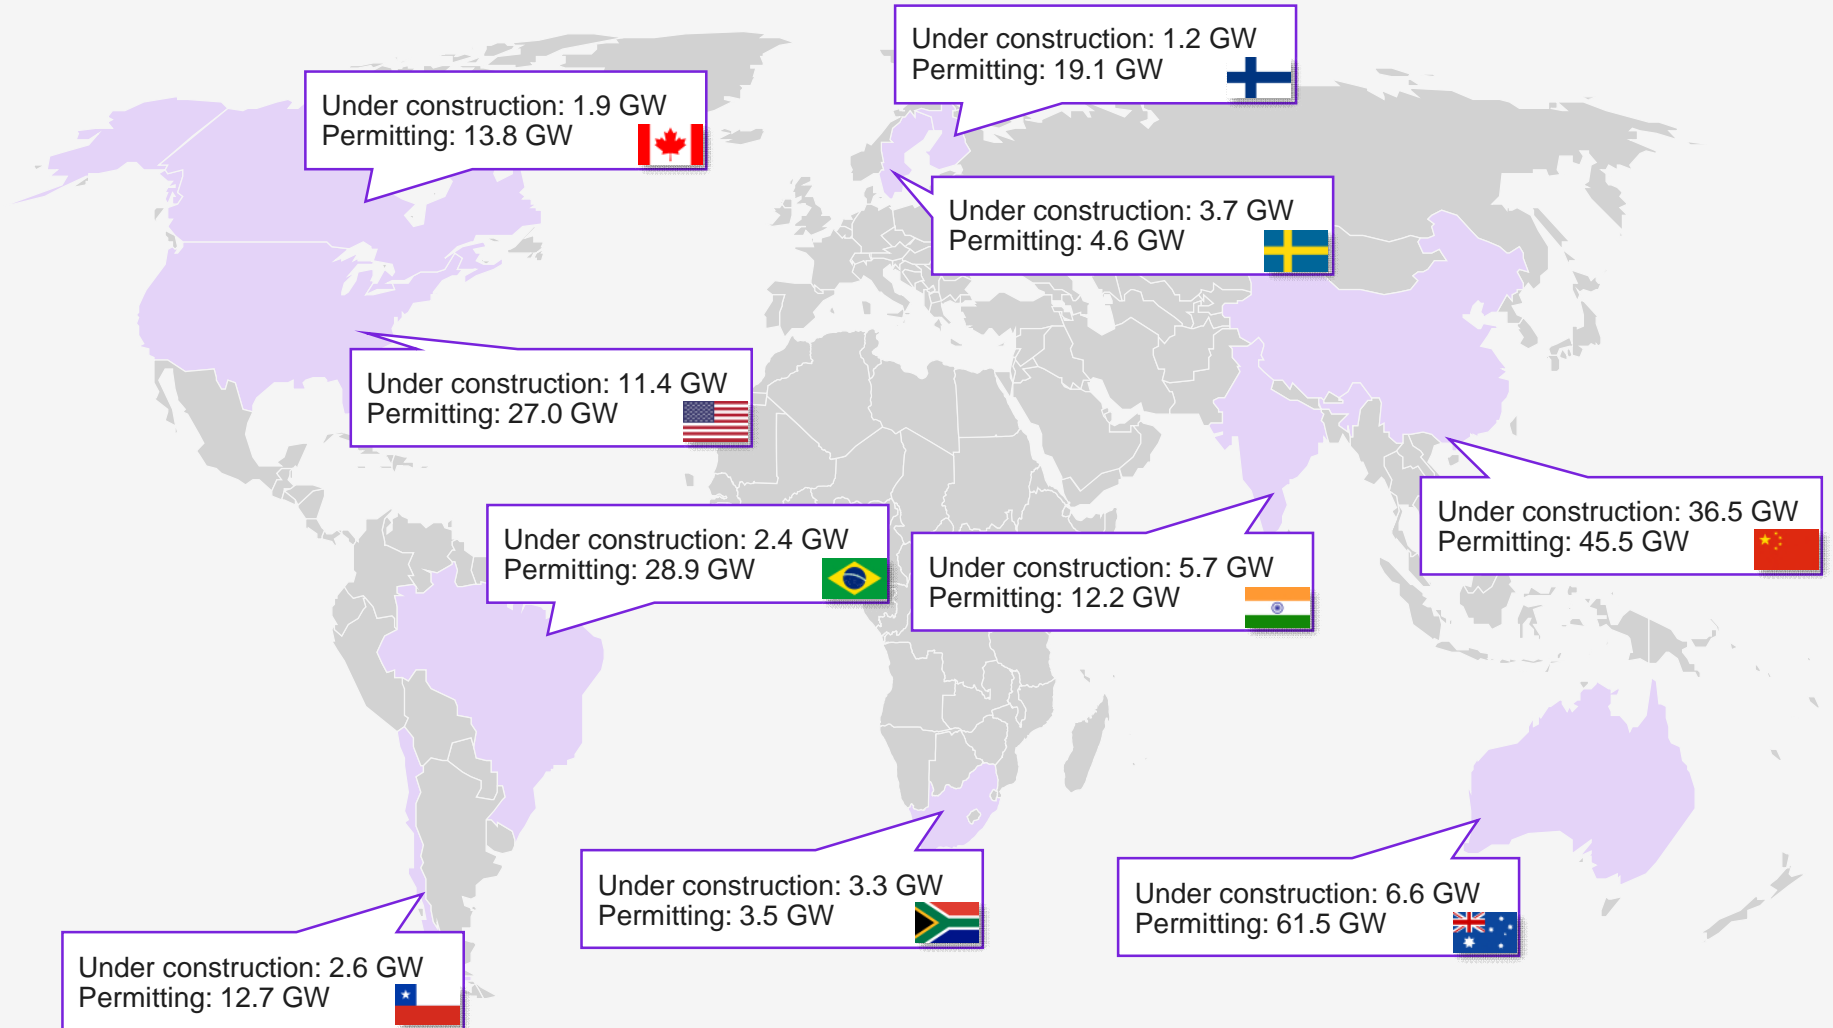 Under construction: 1.2 GW
Permitting: 19.1 GW
Under construction: 1.9 GW
Permitting: 13.8 GW
Under construction: 3.7 GW
Permitting: 4.6 GW
Under construction: 11.4 GW
Permitting: 27.0 GW
Under construction: 36.5 GW
Permitting: 45.5 GW
Under construction: 2.4 GW
Permitting: 28.9 GW
Under construction: 5.7 GW
Permitting: 12.2 GW
Under construction: 3.3 GW
Permitting: 3.5 GW
Under construction: 6.6 GW
Permitting: 61.5 GW
Under construction: 2.6 GW
Permitting: 12.7 GW